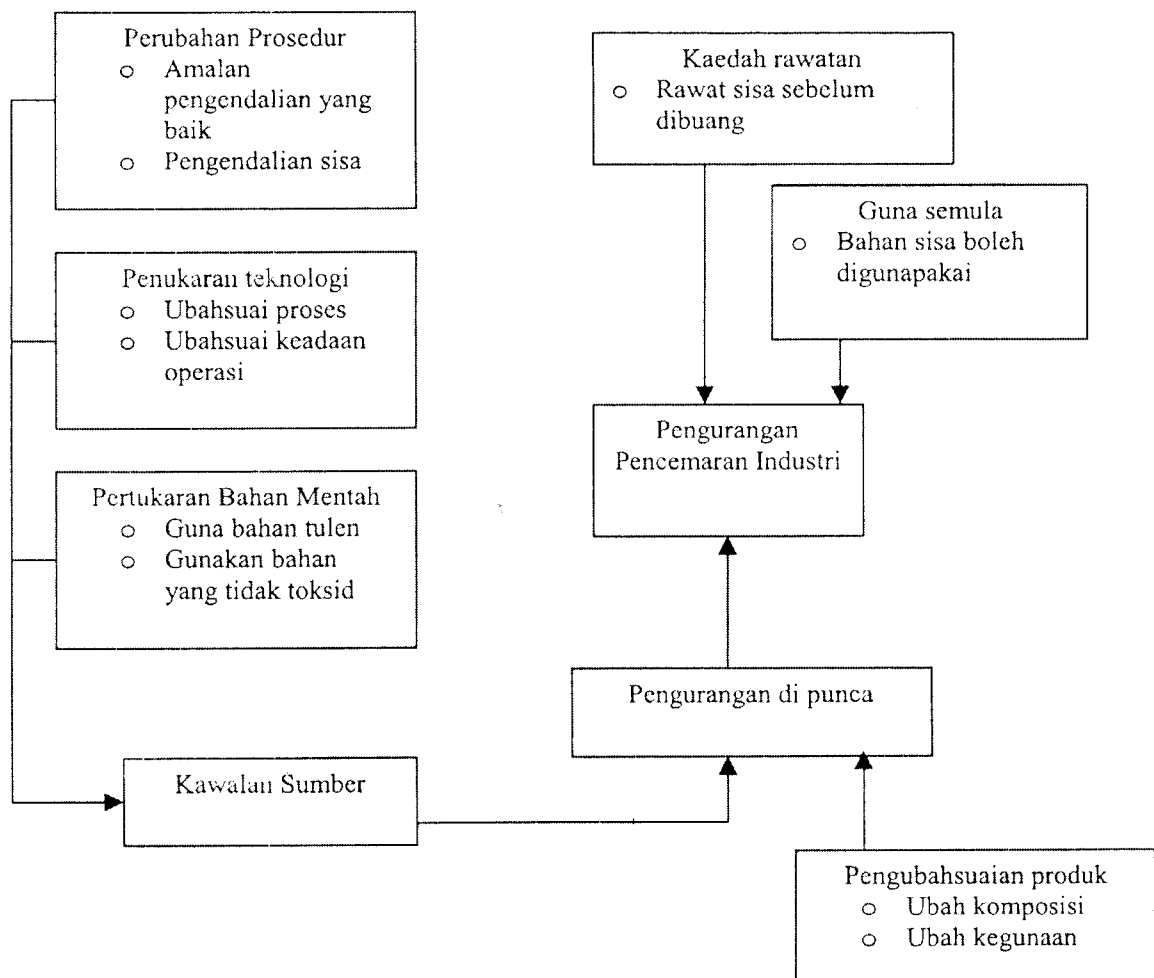 Perubahan Prosedur
o Amalan
pengendalian yang
baik
o Pengendalian sisa
Penukaran teknologi
o Ubahsuai proses
o Ubahsuai keadaan
operasi
Pertukaran Bahan Mentah
o Guna bahan tulen
o Gunakan bahan
yang tidak toksid
Kawalan Sumber
Kaedah rawatan
o Rawat sisa sebelum
dibuang
Guna semula
o Bahan sisa boleh
digunapakai
Pengurangan
Pencemaran Industri
Pengurangan di punca
Pengubahsuaian produk
o Ubah komposisi
o Ubah kegunaan